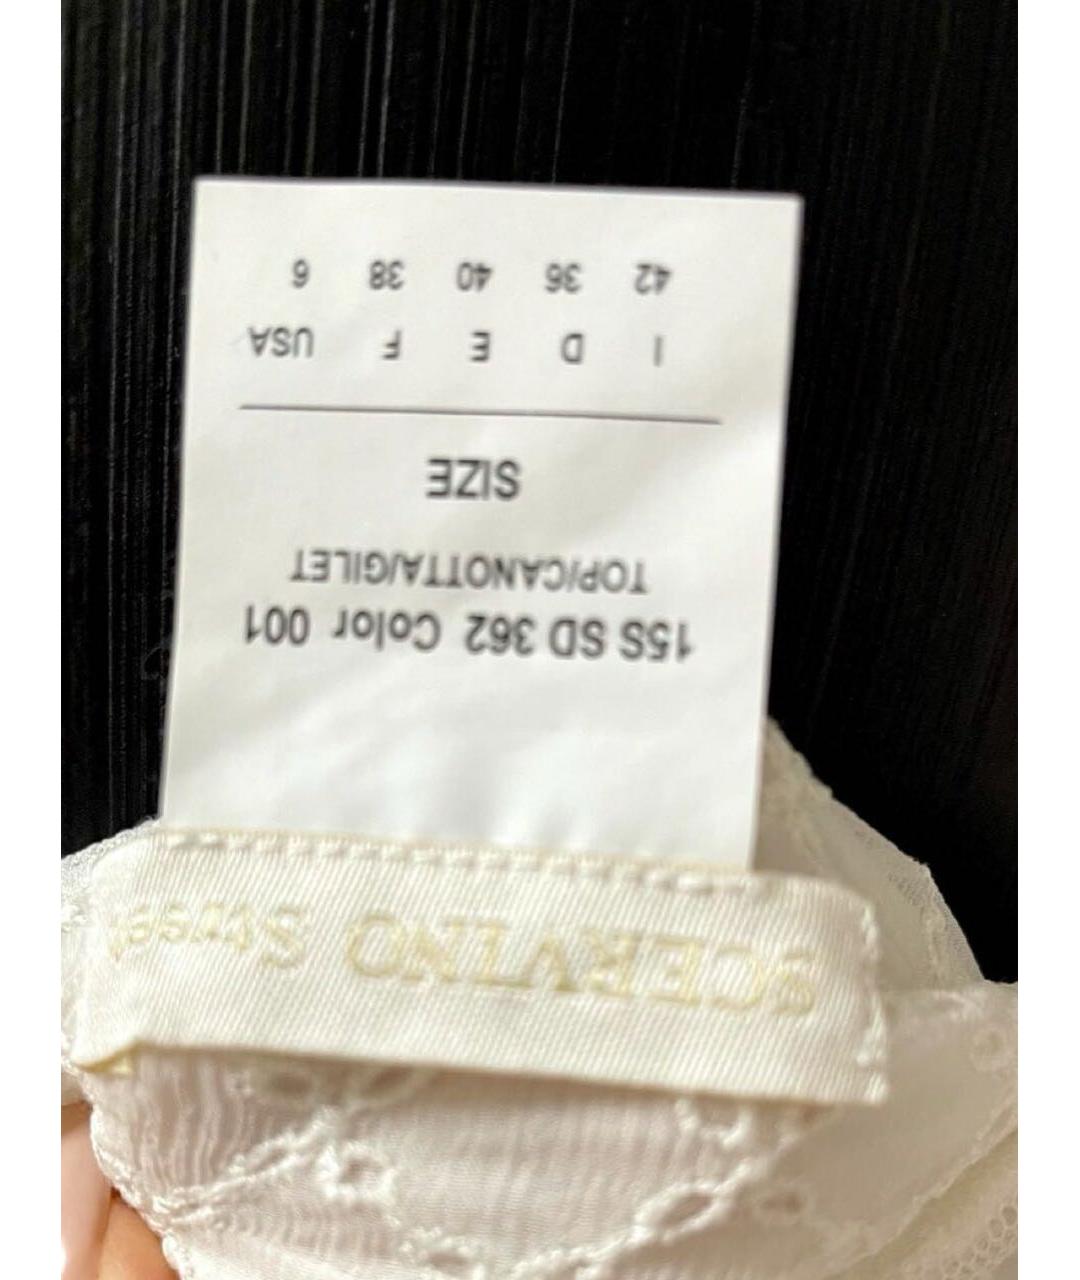 SCERVINO Street
15S SD 362 Color 001
TOP/CANOTTA/GILET
SIZE
I D E F USA
42 36 40 38 6